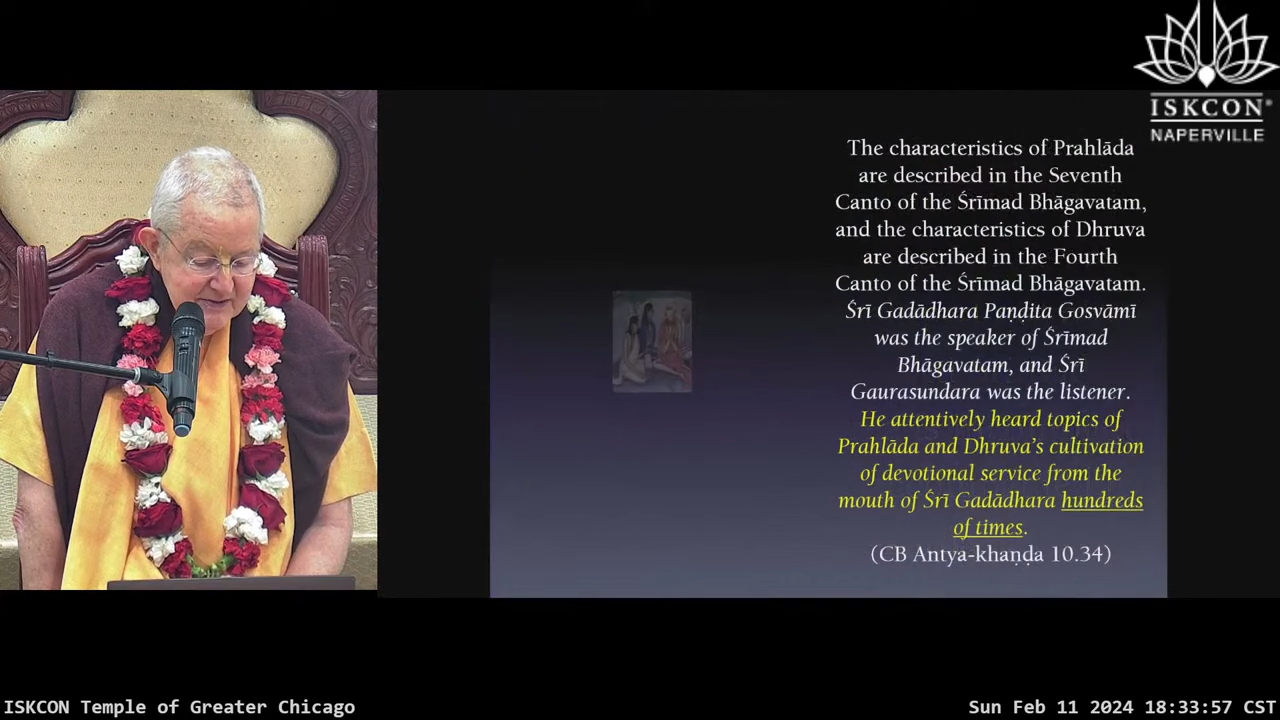 ISKCON®
NAPERVILLE
The characteristics of Prahlāda
are described in the Seventh
Canto of the Śrīmad Bhāgavatam,
and the characteristics of Dhruva
are described in the Fourth
Canto of the Śrīmad Bhāgavatam.
Śrī Gadādhara Paṇḍita Gosvāmī
was the speaker of Śrīmad
Bhāgavatam, and Śrī
Gaurasundara was the listener.
He attentively heard topics of
Prahlāda and Dhruva’s cultivation
of devotional service from the
mouth of Śrī Gadādhara hundreds
of times.
(CB Antya-khaṇḍa 10.34)
ISKCON Temple of Greater Chicago
Sun Feb 11 2024 18:33:57 CST